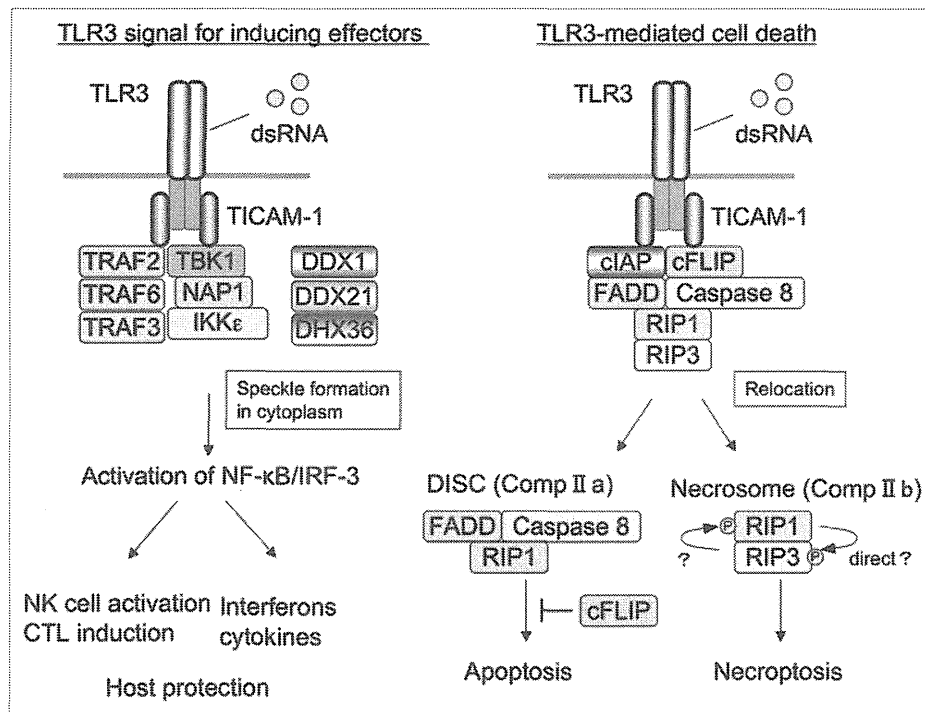 TLR3 signal for inducing effectors
TLR3
dsRNA
TICAM-1
TRAF2
TBK1
DDX1
TRAF6
NAP1
DDX21
TRAF3
IKKε
DHX36
Speckle formation
in cytoplasm
Activation of NF-κB/IRF-3
NK cell activation
CTL induction
Interferons
cytokines
Host protection
TLR3-mediated cell death
TLR3
dsRNA
TICAM-1
cIAP
cFLIP
FADD
Caspase 8
RIP1
RIP3
Relocation
DISC (Comp Ⅱ a)
FADD
Caspase 8
RIP1
cFLIP
Apoptosis
Necrosome (Comp Ⅱ b)
P
RIP1
RIP3
P
?
direct ?
Necroptosis